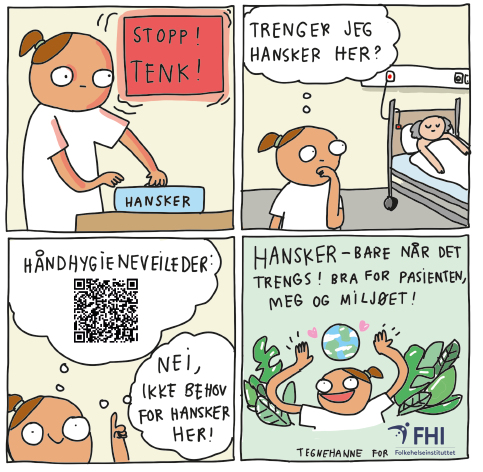 STOPP!
TENK!
HANSKER
TRENGER JEG
HANSKER HER?
HÅNDHYGIENEVEILEDER:
NEI,
IKKE BEHOV
FOR HANSKER
HER!
HANSKER - BARE NÅR DET
TRENGS! BRA FOR PASIENTEN,
MEG OG MILJØET!
TEGNEHANNE FOR
FHI
Folkehelseinstituttet